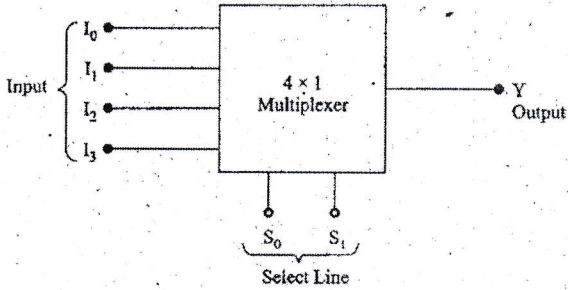 I0
I1
Input
I2
I3
4 × 1
Multiplexer
Y
Output
S0 S1
Select Line